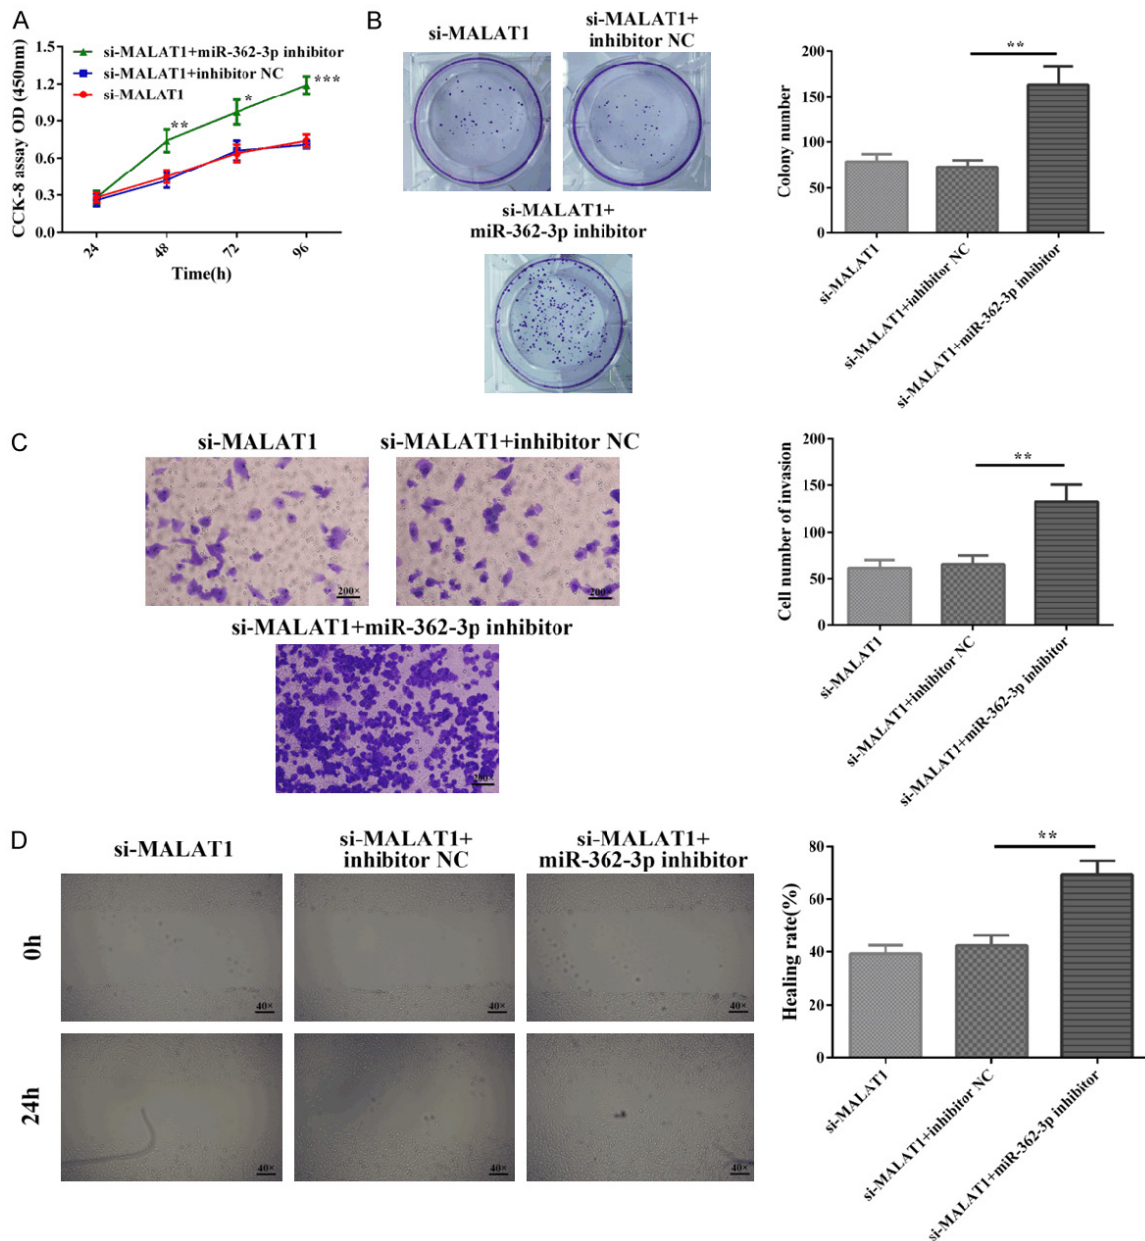 A
si-MALAT1+miR-362-3p inhibitor
si-MALAT1+inhibitor NC
si-MALAT1
CCK-8 assay OD (450nm)
1.5
1.2
0.9
0.6
0.3
0.0
**
*
***
24
48
72
96
Time(h)
B
si-MALAT1
si-MALAT1+
inhibitor NC
si-MALAT1+
miR-362-3p inhibitor
Colony number
200
150
100
50
0
**
si-MALAT1
si-MALAT1+inhibitor NC
si-MALAT1+miR-362-3p inhibitor
C
si-MALAT1
si-MALAT1+inhibitor NC
200×
200×
si-MALAT1+miR-362-3p inhibitor
200×
Cell number of invasion
200
150
100
50
0
**
si-MALAT1
si-MALAT1+inhibitor NC
si-MALAT1+miR-362-3p inhibitor
D
si-MALAT1
si-MALAT1+
inhibitor NC
si-MALAT1+
miR-362-3p inhibitor
0h
40×
40×
40×
24h
40×
40×
40×
Healing rate(%)
80
60
40
20
0
**
si-MALAT1
si-MALAT1+inhibitor NC
si-MALAT1+miR-362-3p inhibitor